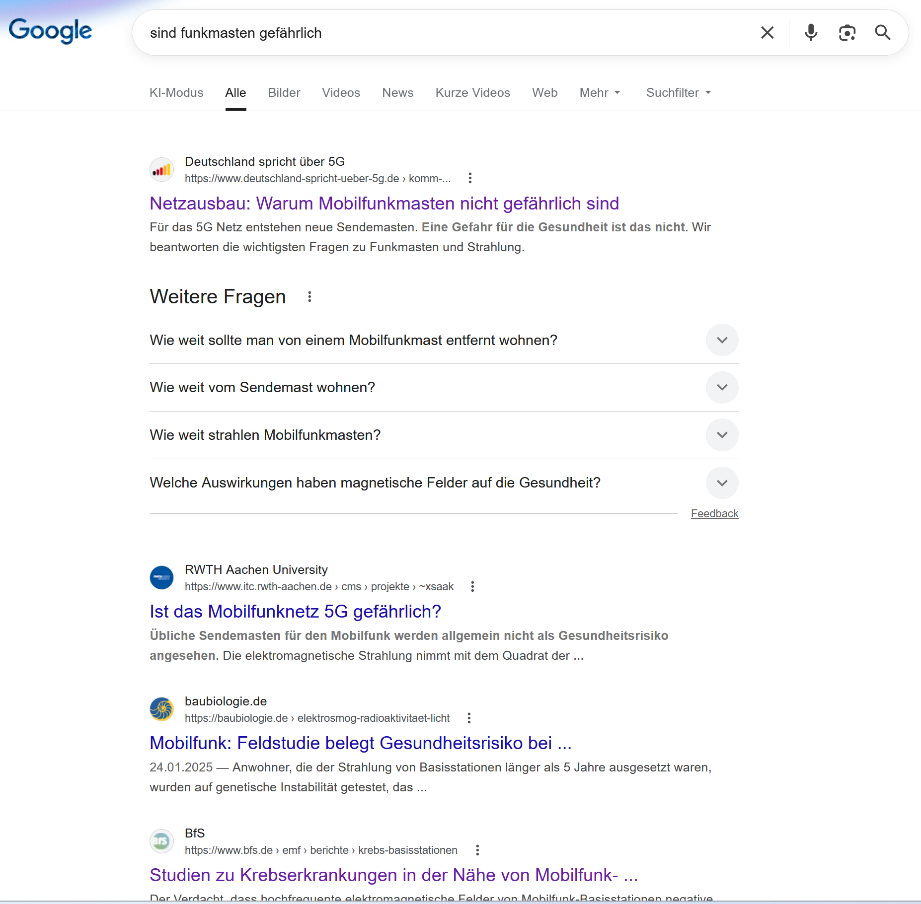 Google
sind funkmasten gefährlich
KI-Modus Alle Bilder Videos News Kurze Videos Web Mehr Suchfilter
Deutschland spricht über 5G
https://www.deutschland-spricht-ueber-5g.de › komm-...
Netzausbau: Warum Mobilfunkmasten nicht gefährlich sind
Für das 5G Netz entstehen neue Sendemasten. Eine Gefahr für die Gesundheit ist das nicht. Wir
beantworten die wichtigsten Fragen zu Funkmasten und Strahlung.
Weitere Fragen
Wie weit sollte man von einem Mobilfunkmast entfernt wohnen?
Wie weit vom Sendemast wohnen?
Wie weit strahlen Mobilfunkmasten?
Welche Auswirkungen haben magnetische Felder auf die Gesundheit?
Feedback
RWTH Aachen University
https://www.itc.rwth-aachen.de › cms › projekte › ~xsaak
Ist das Mobilfunknetz 5G gefährlich?
Übliche Sendemasten für den Mobilfunk werden allgemein nicht als Gesundheitsrisiko
angesehen. Die elektromagnetische Strahlung nimmt mit dem Quadrat der ...
baubiologie.de
https://baubiologie.de › elektrosmog-radioaktivitaet-licht
Mobilfunk: Feldstudie belegt Gesundheitsrisiko bei ...
24.01.2025 — Anwohner, die der Strahlung von Basisstationen länger als 5 Jahre ausgesetzt waren,
wurden auf genetische Instabilität getestet, das ...
BfS
BfS
https://www.bfs.de › emf › berichte › krebs-basisstationen
Studien zu Krebserkrankungen in der Nähe von Mobilfunk- ...
Der Verdacht, dass hochfrequente elektromagnetische Felder von Mobilfunk-Basisstationen negative